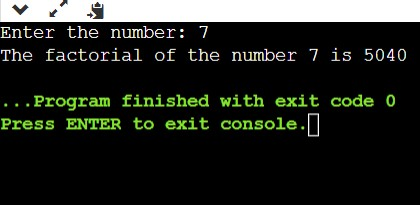 Enter the number: 7
The factorial of the number 7 is 5040
...Program finished with exit code 0
Press ENTER to exit console.